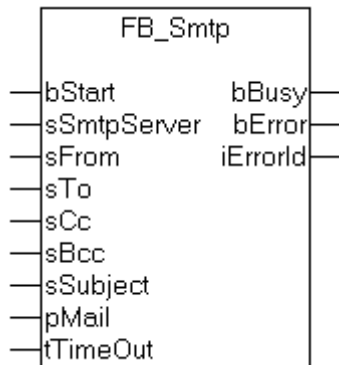 FB_Smtp
bStart bBusy
sSmtpServer bError
sFrom iErrorId
sTo
sCc
sBcc
sSubject
pMail
tTimeOut